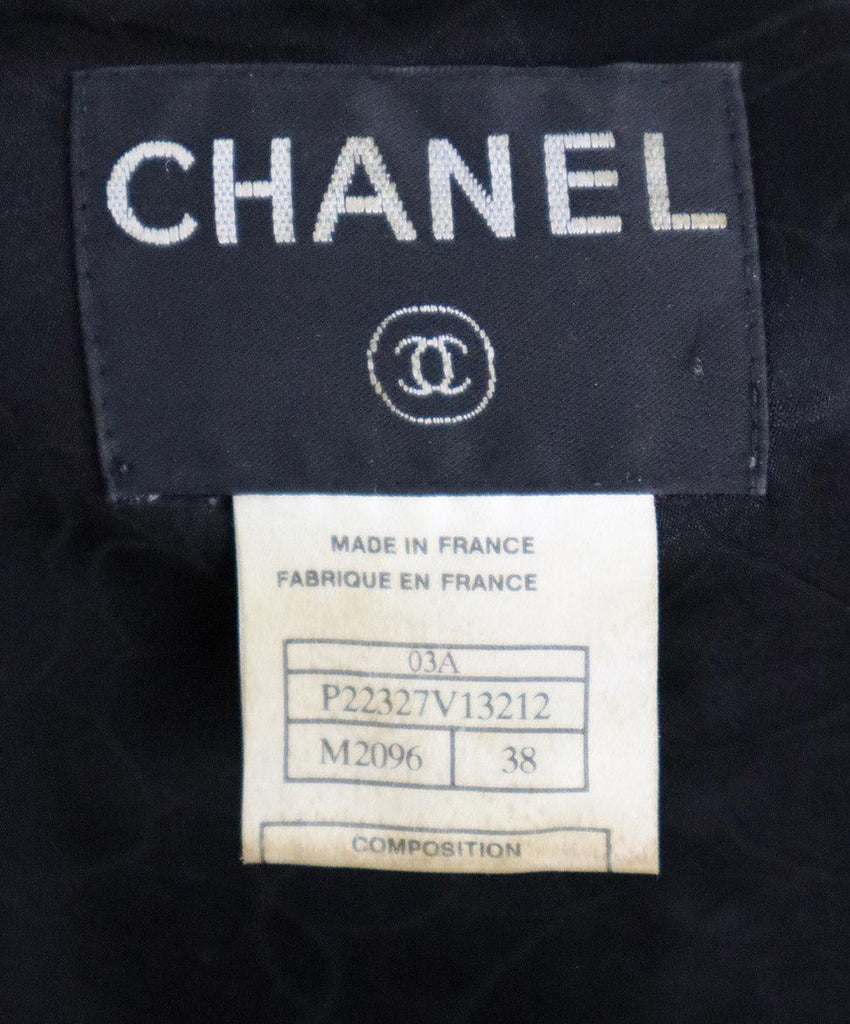 CHANEL
MADE IN FRANCE
FABRIQUE EN FRANCE
03A
P22327V13212
M2096 38
COMPOSITION